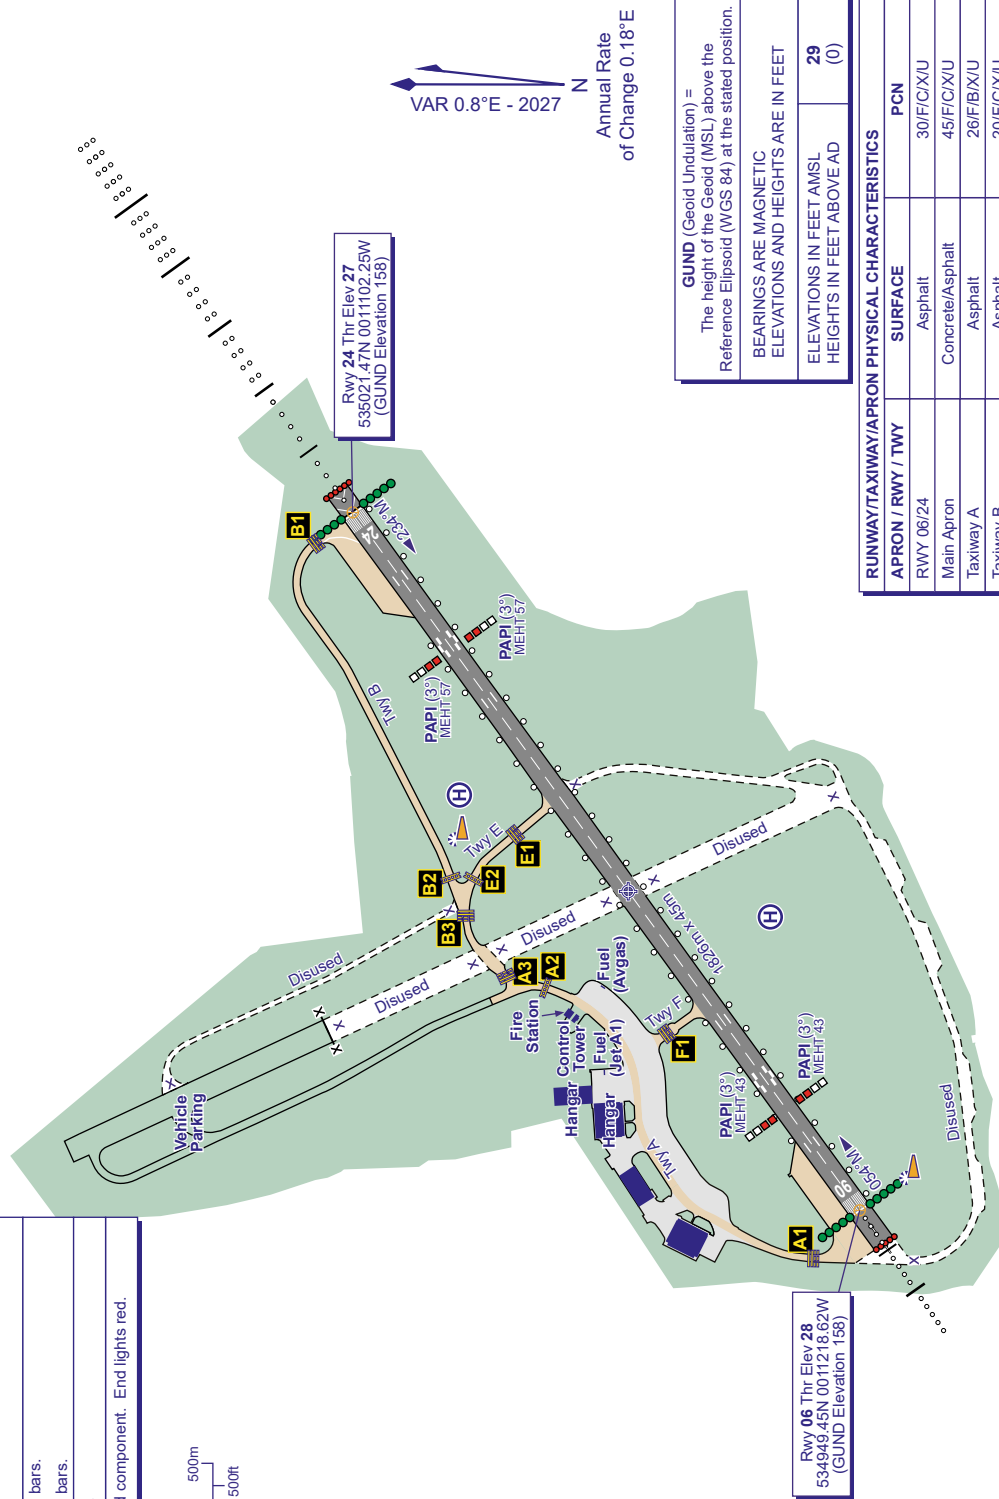 VAR 0.8°E - 2027
N
Annual Rate
of Change 0.18°E
GUND (Geoid Undulation) =
The height of the Geoid (MSL) above the
Reference Elipsoid (WGS 84) at the stated position.
BEARINGS ARE MAGNETIC
ELEVATIONS AND HEIGHTS ARE IN FEET
ELEVATIONS IN FEET AMSL 29
HEIGHTS IN FEET ABOVE AD (0)
RUNWAY/TAXIWAY/APRON PHYSICAL CHARACTERISTICS
APRON / RWY / TWY SURFACE PCN
RWY 06/24 Asphalt 30/F/C/X/U
Main Apron Concrete/Asphalt 45/F/C/X/U
Taxiway A Asphalt 26/F/B/X/U
Taxiway B Asphalt 20/F/C/X/U
Rwy 24 Thr Elev 27
535021.47N 0011102.25W
(GUND Elevation 158)
B1
24
234°M
PAPI (3°)
MEHT 57
PAPI (3°)
MEHT 57
Twy B
H
Twy E
E1
E2
B2
B3
Disused
Disused
Disused
Disused
Disused
A3
A2
Fire
Station
Control
Tower
Fuel
(Jet A1)
Fuel
(Avgas)
Hangar
Hangar
Vehicle
Parking
Twy F
F1
Twy A
1826m x 45m
H
PAPI (3°)
MEHT 43
PAPI (3°)
MEHT 43
054°M
06
A1
Rwy 06 Thr Elev 28
534949.45N 0011218.62W
(GUND Elevation 158)
bars.
bars.
component. End lights red.
500m
500ft